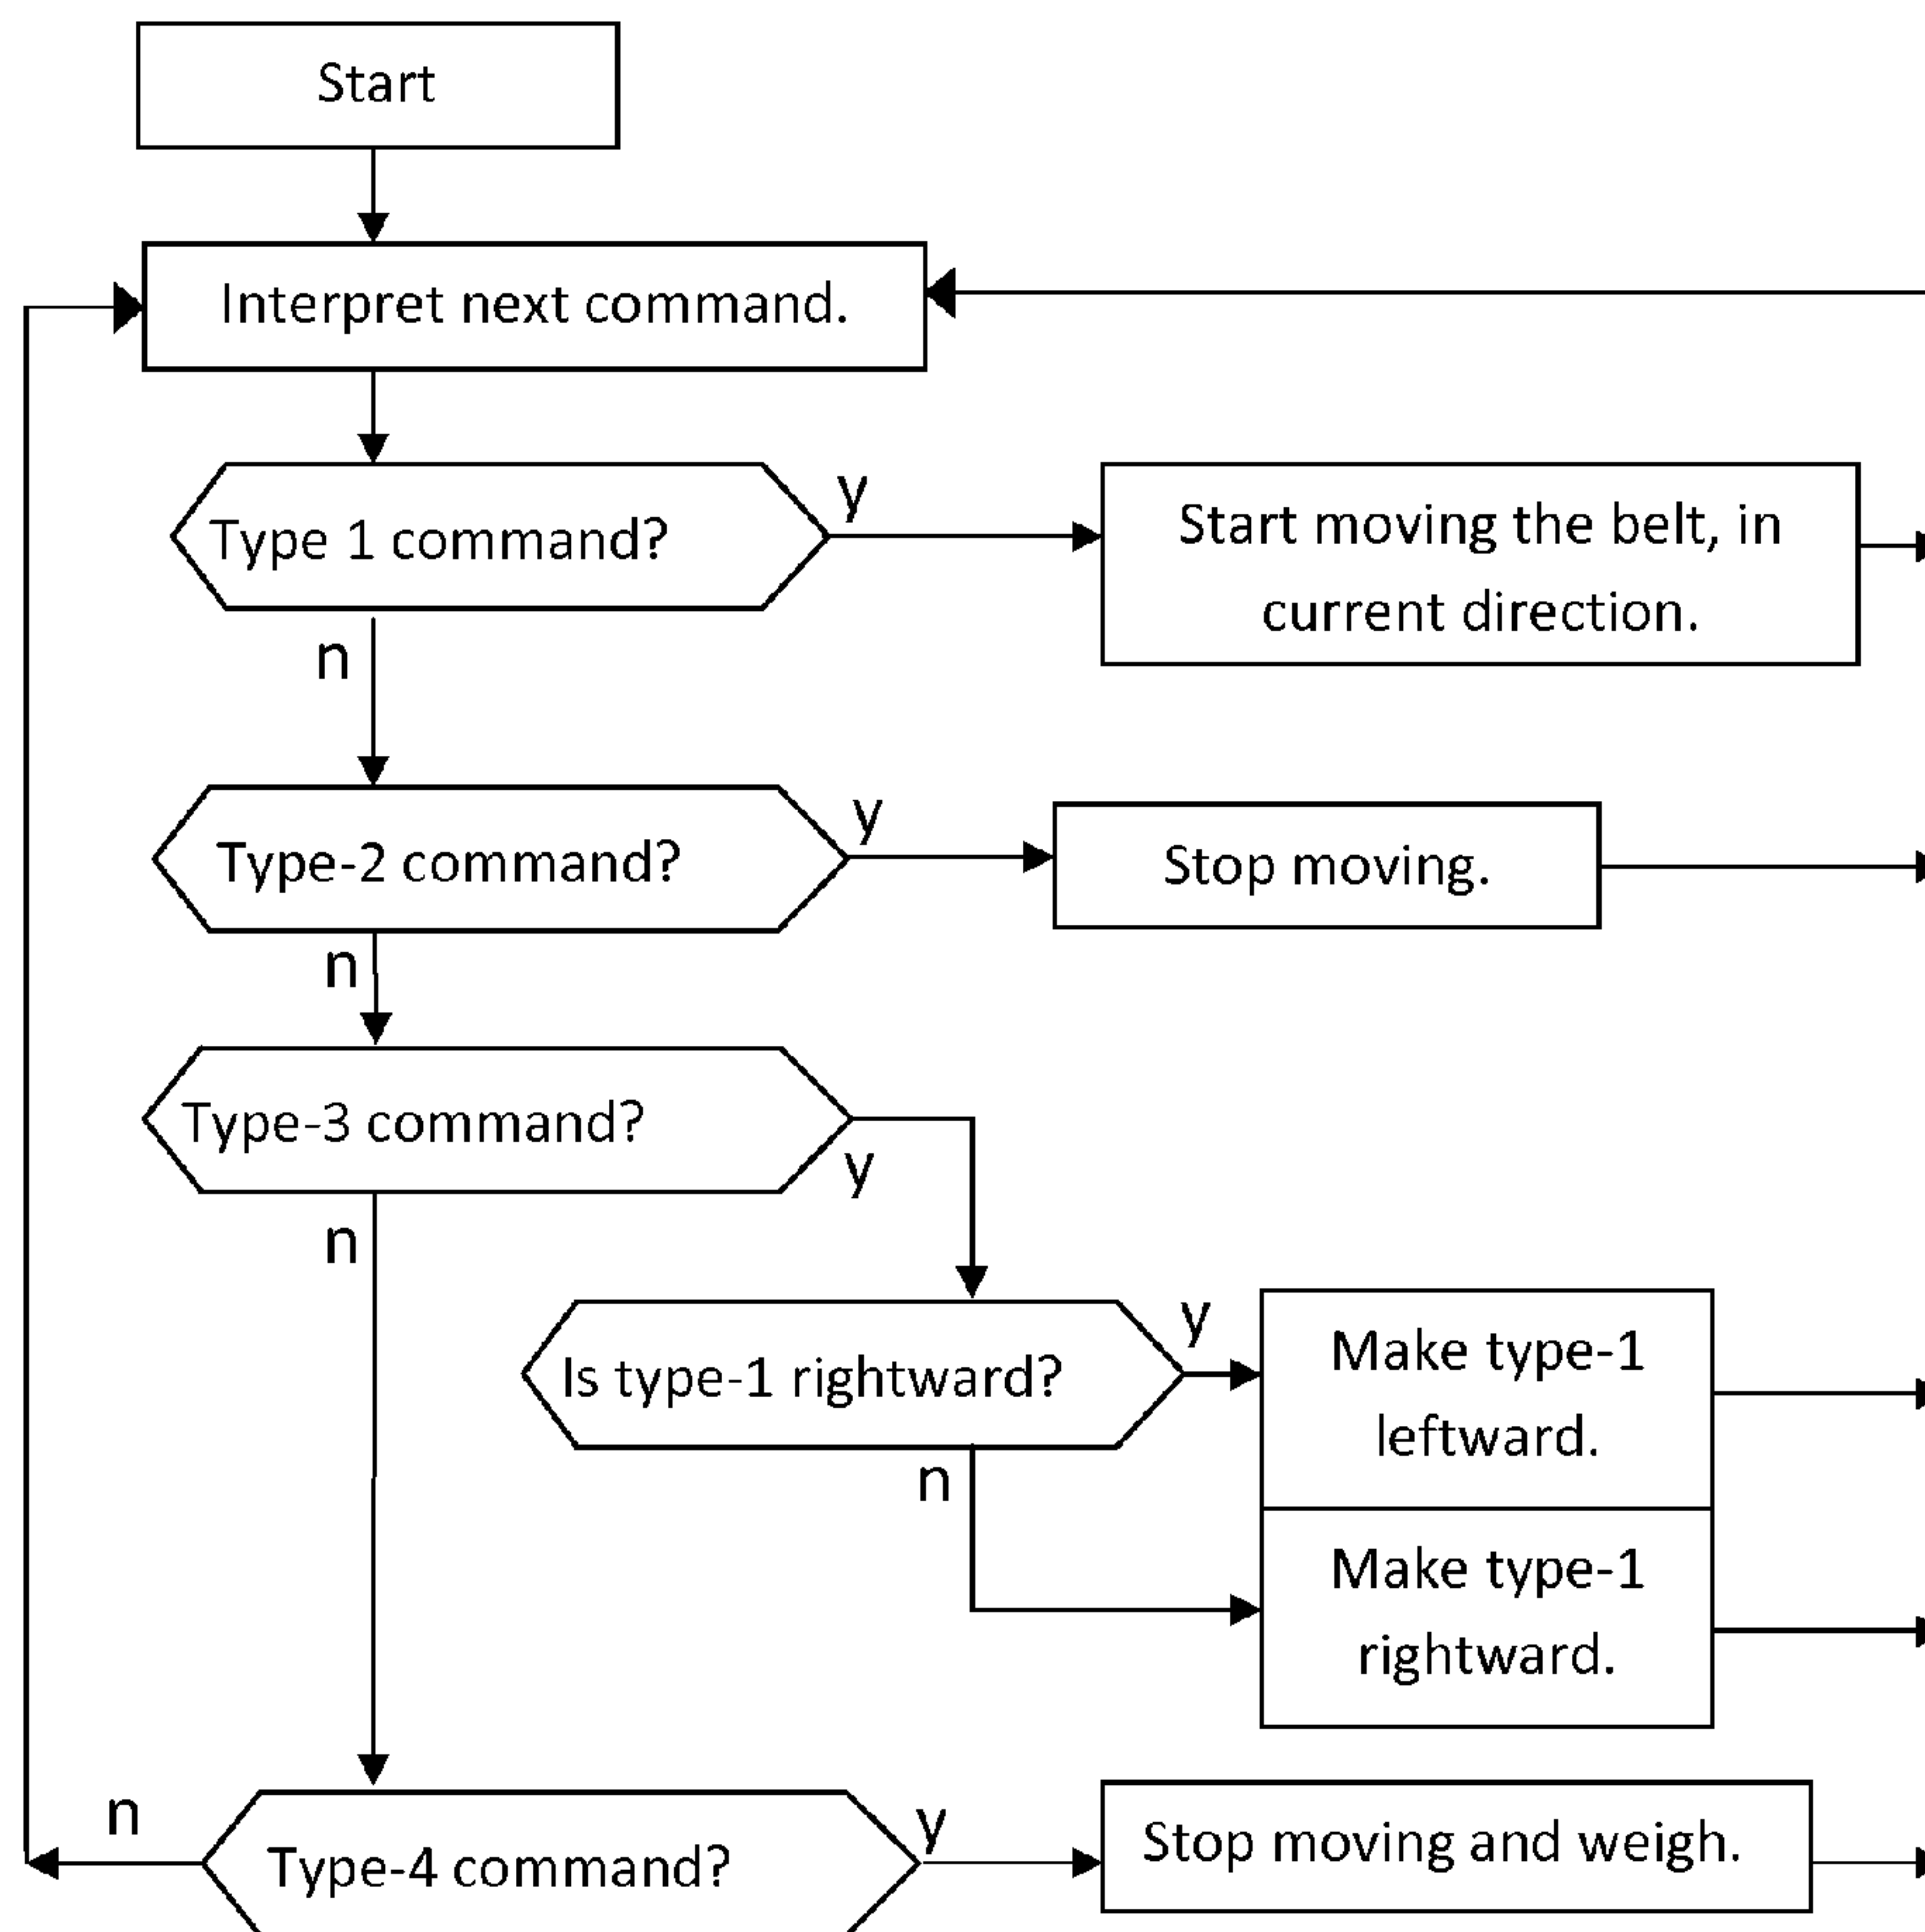 Start
Interpret next command.
Type 1 command?
y
Start moving the belt, in
current direction.
n
Type-2 command?
y
Stop moving.
n
Type-3 command?
y
n
Is type-1 rightward?
y
Make type-1
leftward.
n
Make type-1
rightward.
n
Type-4 command?
y
Stop moving and weigh.